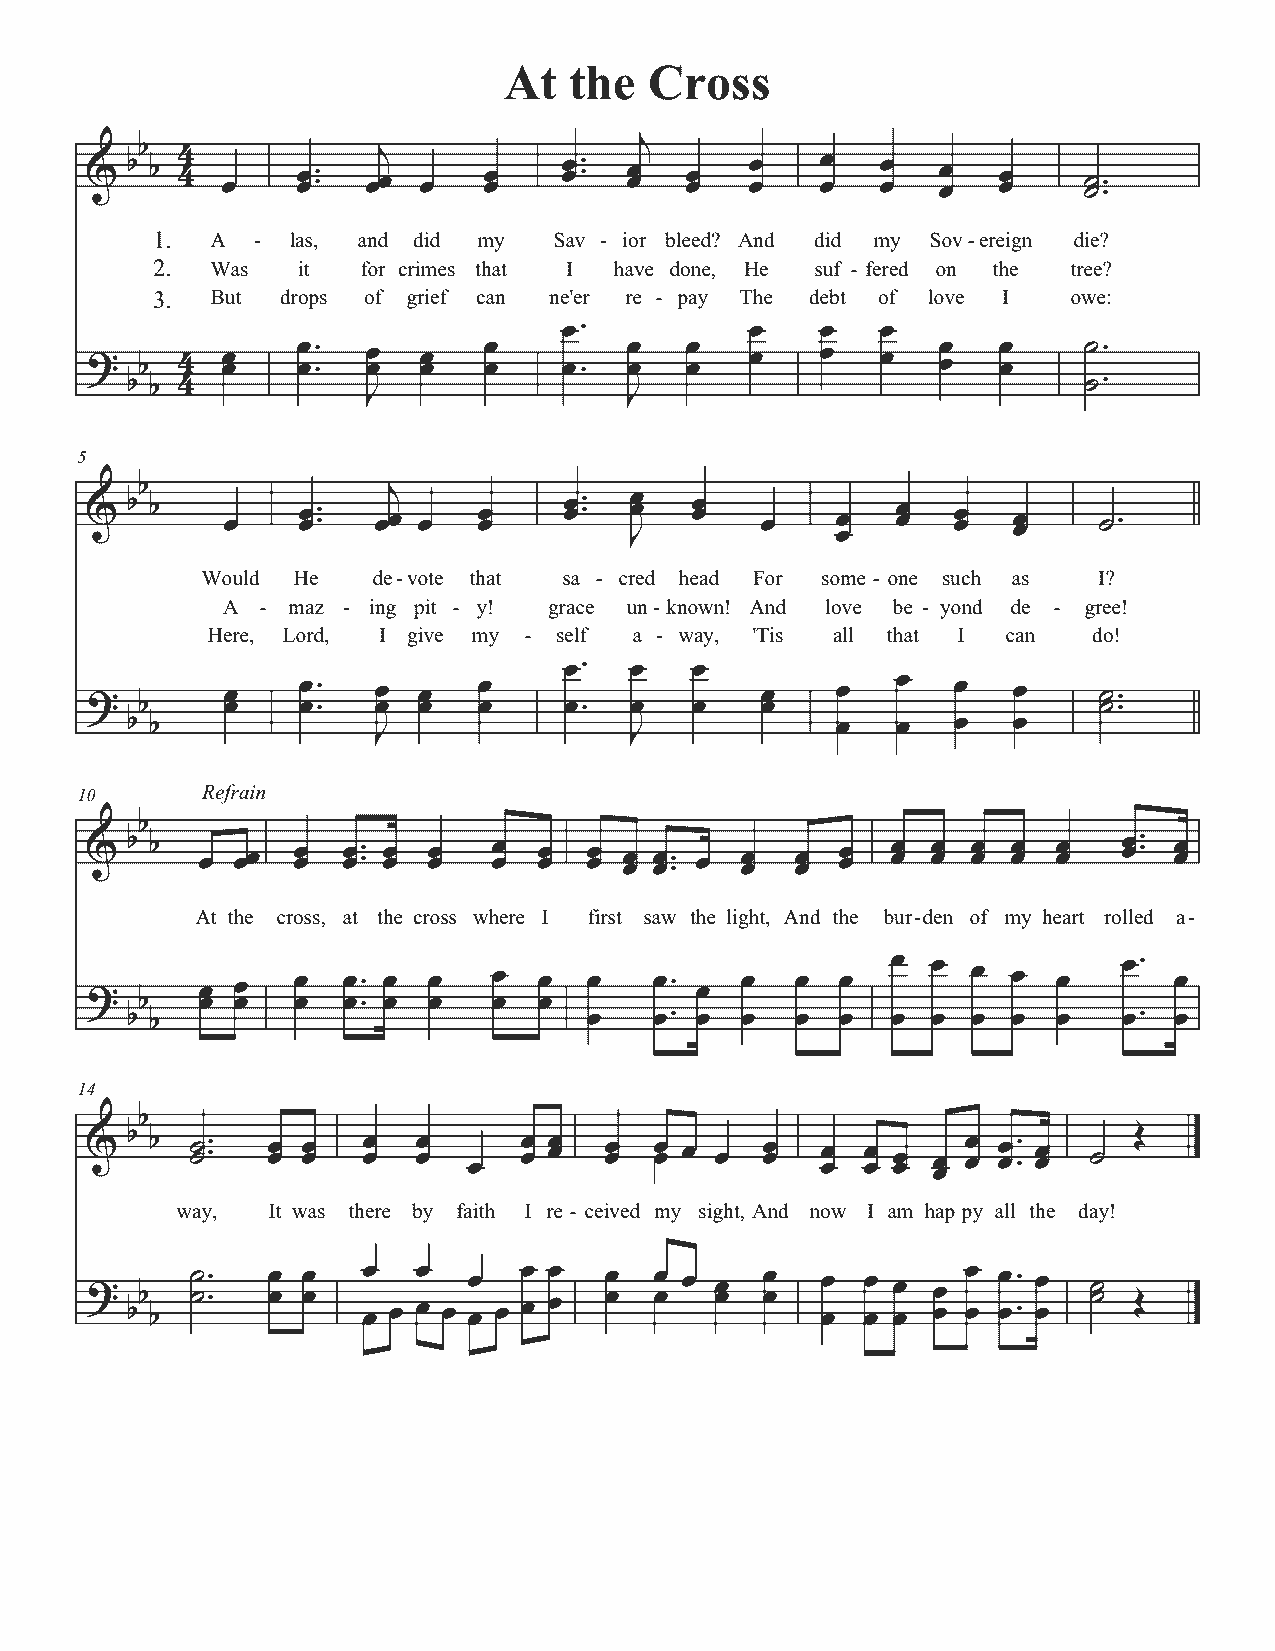 At the Cross
1. A - las, and did my Sav - ior bleed? And did my Sov - ereign die?
2. Was it for crimes that I have done, He suf - fered on the tree?
3. But drops of grief can ne'er re - pay The debt of love I owe:
5
Would He de - vote that sa - cred head For some - one such as I?
A - maz - ing pit - y! grace un - known! And love be - yond de - gree!
Here, Lord, I give my - self a - way, 'Tis all that I can do!
10 Refrain
At the cross, at the cross where I first saw the light, And the bur-den of my heart rolled a-
14
way, It was there by faith I re - ceived my sight, And now I am hap py all the day!